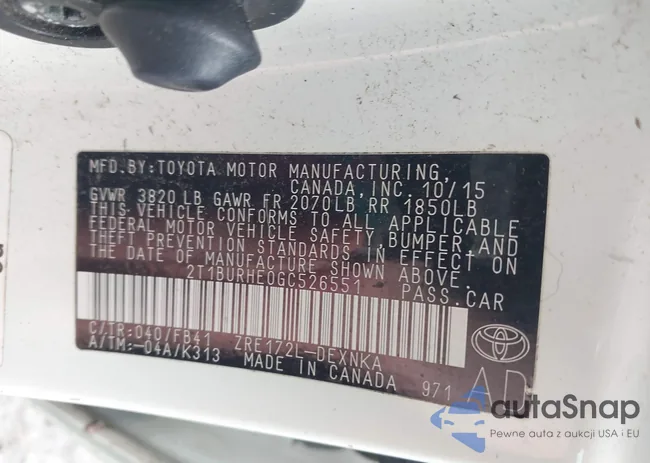 MFD.BY:TOYOTA MOTOR MANUFACTURING,
CANADA, INC. 10/15
GVWR 3820 LB GAWR FR 2070LB RR 1850LB
THIS VEHICLE CONFORMS TO ALL APPLICABLE
FEDERAL MOTOR VEHICLE SAFETY, BUMPER AND
THEFT PREVENTION STANDARDS IN EFFECT ON
THE DATE OF MANUFACTURE SHOWN ABOVE.
2T1BURHE0GC526551 PASS.CAR
C/TR:040/FB41 ZRE172L-DEXNKA
A/TM:-04A/K313 MADE IN CANADA 971
AD
autaSnap
Pewne auta z aukcji USA i EU